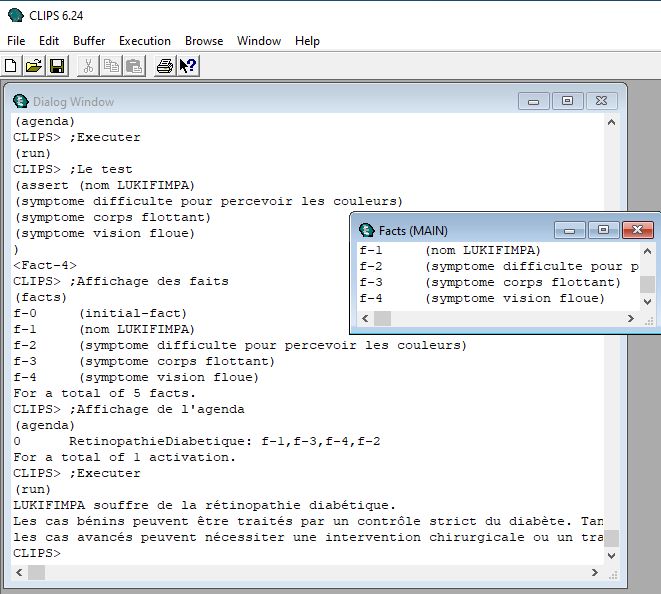 CLIPS 6.24
File Edit Buffer Execution Browse Window Help
Dialog Window
(agenda)
CLIPS> ;Executer
(run)
CLIPS> ;Le test
(assert (nom LUKIFIMPA)
(symptome difficulte pour percevoir les couleurs)
(symptome corps flottant)
(symptome vision floue)
)
<Fact-4>
CLIPS> ;Affichage des faits
(facts)
f-0 (initial-fact)
f-1 (nom LUKIFIMPA)
f-2 (symptome difficulte pour percevoir les couleurs)
f-3 (symptome corps flottant)
f-4 (symptome vision floue)
For a total of 5 facts.
CLIPS> ;Affichage de l'agenda
(agenda)
0 RetinopathieDiabetique: f-1,f-3,f-4,f-2
For a total of 1 activation.
CLIPS> ;Executer
(run)
LUKIFIMPA souffre de la rétinopathie diabétique.
Les cas bénins peuvent être traités par un contrôle strict du diabète. Tan
les cas avancés peuvent nécessiter une intervention chirurgicale ou un tra
CLIPS>
Facts (MAIN)
f-1 (nom LUKIFIMPA)
f-2 (symptome difficulte pour p
f-3 (symptome corps flottant)
f-4 (symptome vision floue)